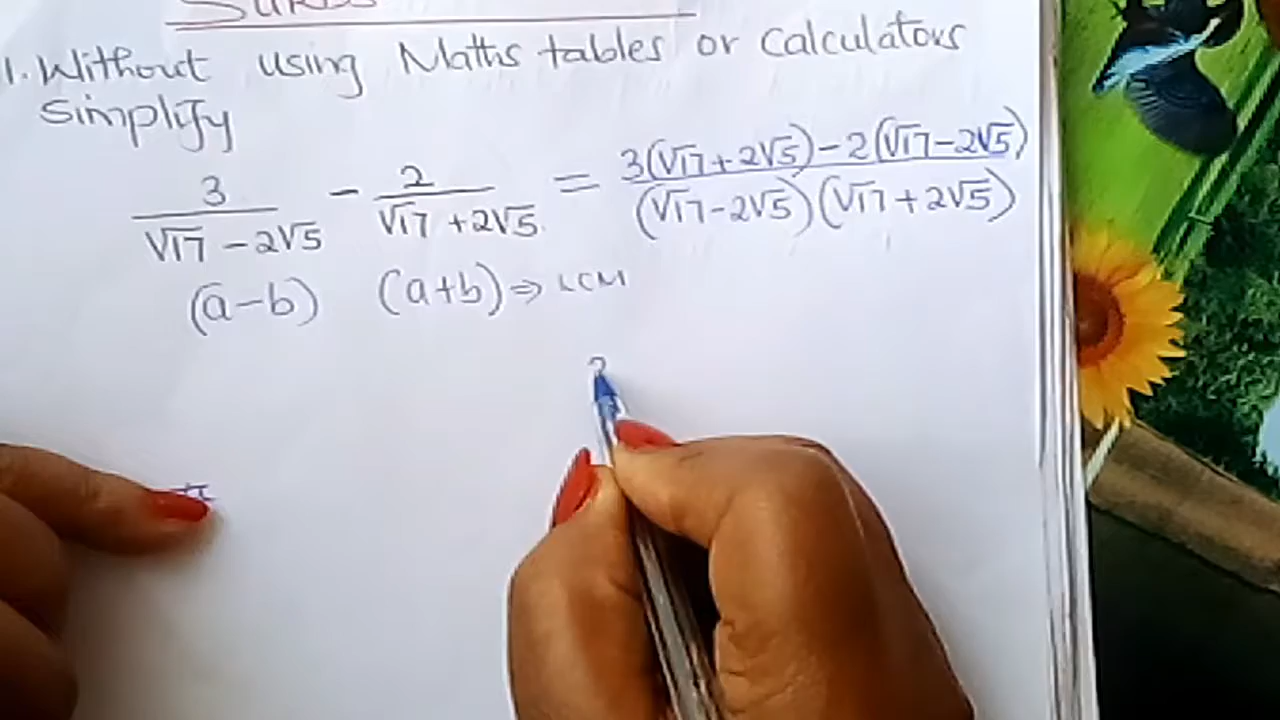 1. Without using Maths tables or Calculators
Simplify
3/(√17 - 2√5) - 2/(√17 + 2√5) = (3(√17 + 2√5) - 2(√17 - 2√5))/((√17 - 2√5)(√17 + 2√5))
(a-b) (a+b) ⇒ LCM